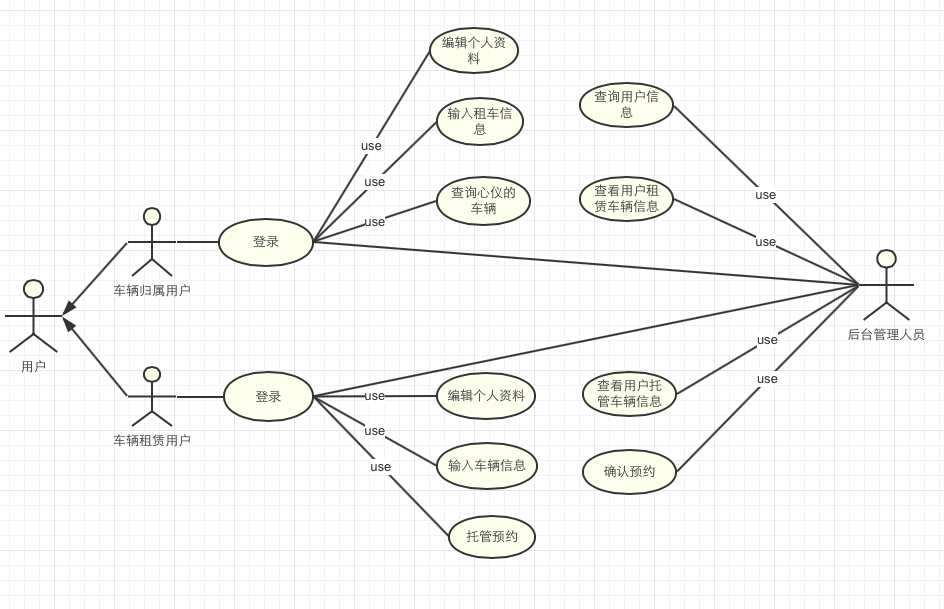 编辑个人资
料
use
输入租车信
息
use
查询心仪的
车辆
use
登录
车辆归属用户
用户
车辆租赁用户
登录
use
编辑个人资料
use
输入车辆信息
use
托管预约
查询用户信
息
use
查看用户租
赁车辆信息
use
后台管理人员
use
查看用户托
管车辆信息
use
确认预约